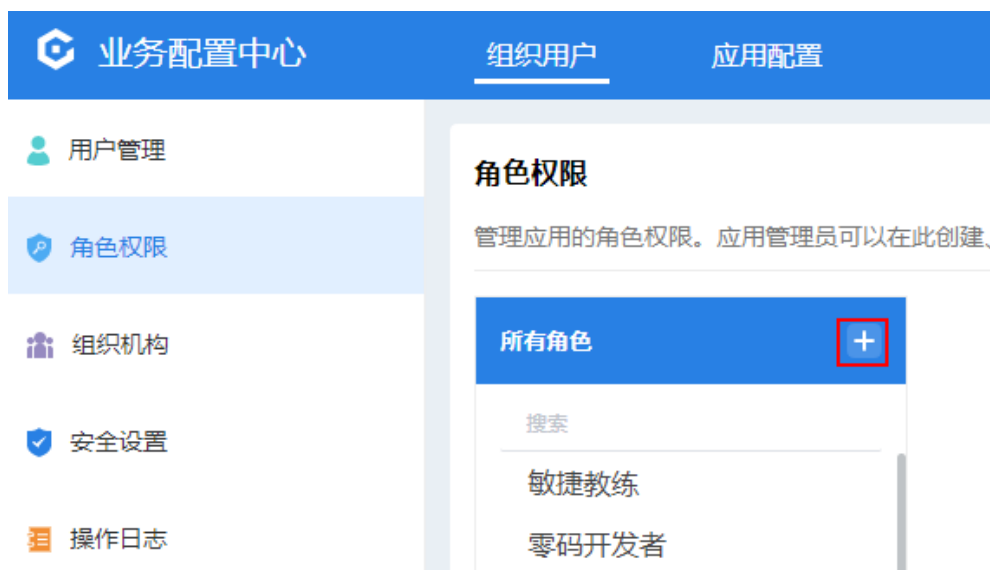 业务配置中心
组织用户
应用配置
用户管理
角色权限
组织机构
安全设置
操作日志
角色权限
管理应用的角色权限。应用管理员可以在此创建、
所有角色
搜索
敏捷教练
零码开发者